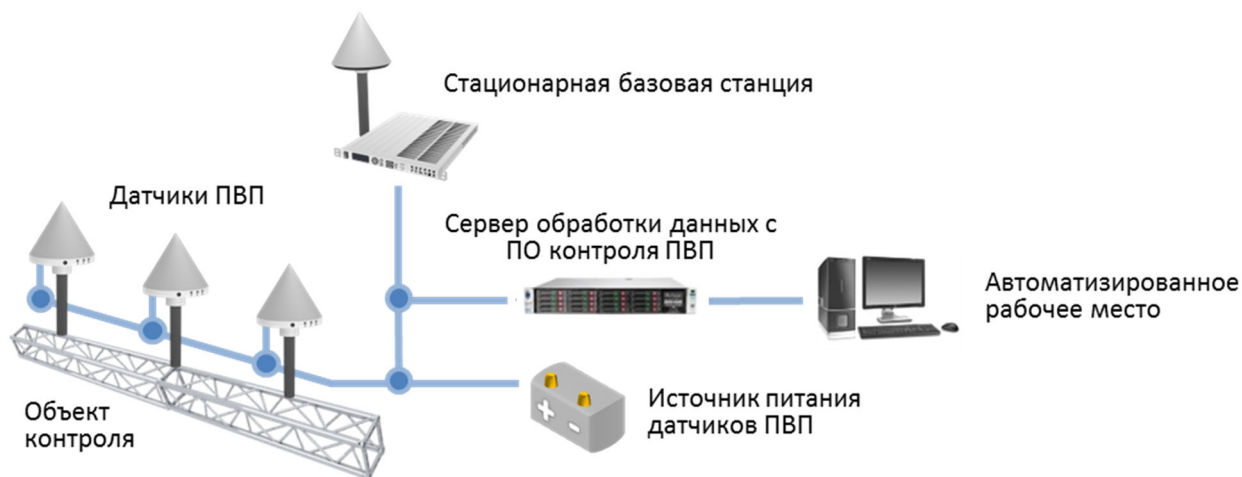 Стационарная базовая станция
Датчики ПВП
Сервер обработки данных с
ПО контроля ПВП
Автоматизированное
рабочее место
Объект
контроля
Источник питания
датчиков ПВП